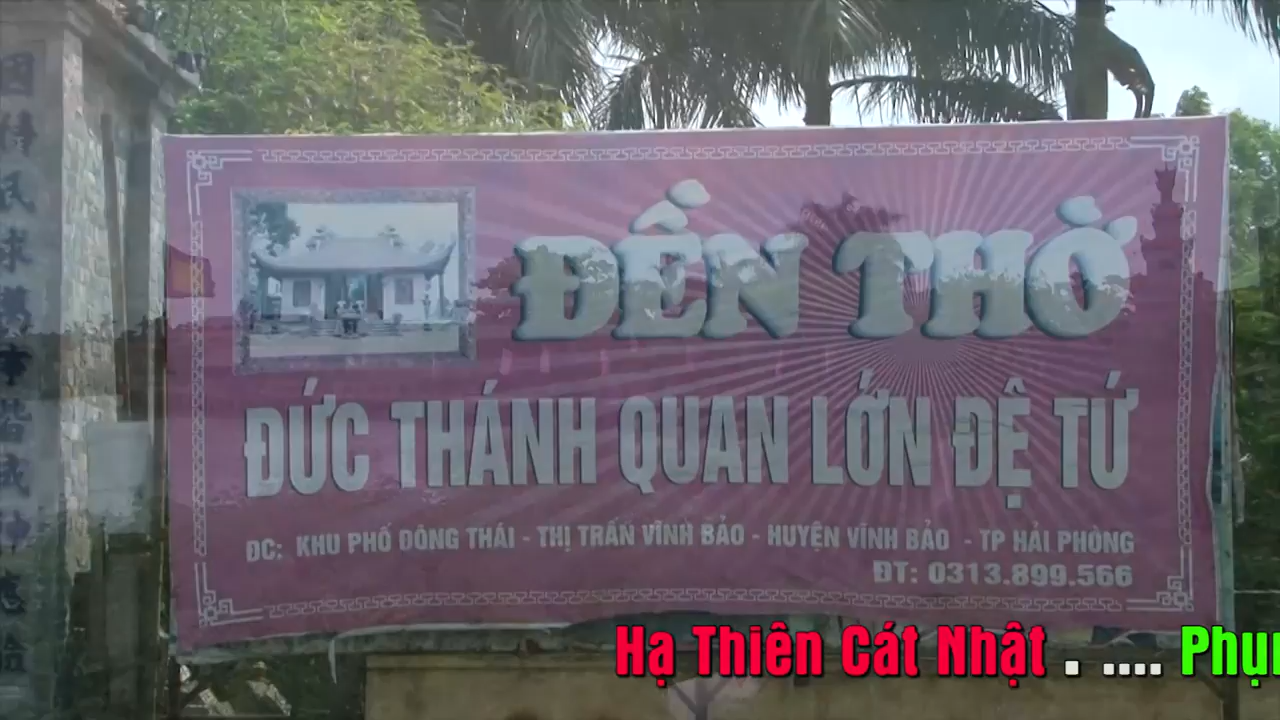 ĐỀN THỜ
ĐỨC THÁNH QUAN LỚN ĐỆ TỨ
ĐC: KHU PHỐ ĐÔNG THÁI - THỊ TRẤN VĨNH BẢO - HUYỆN VĨNH BẢO - TP HẢI PHÒNG
ĐT: 0313.899.566
Hạ Thiên Cát Nhật . ....